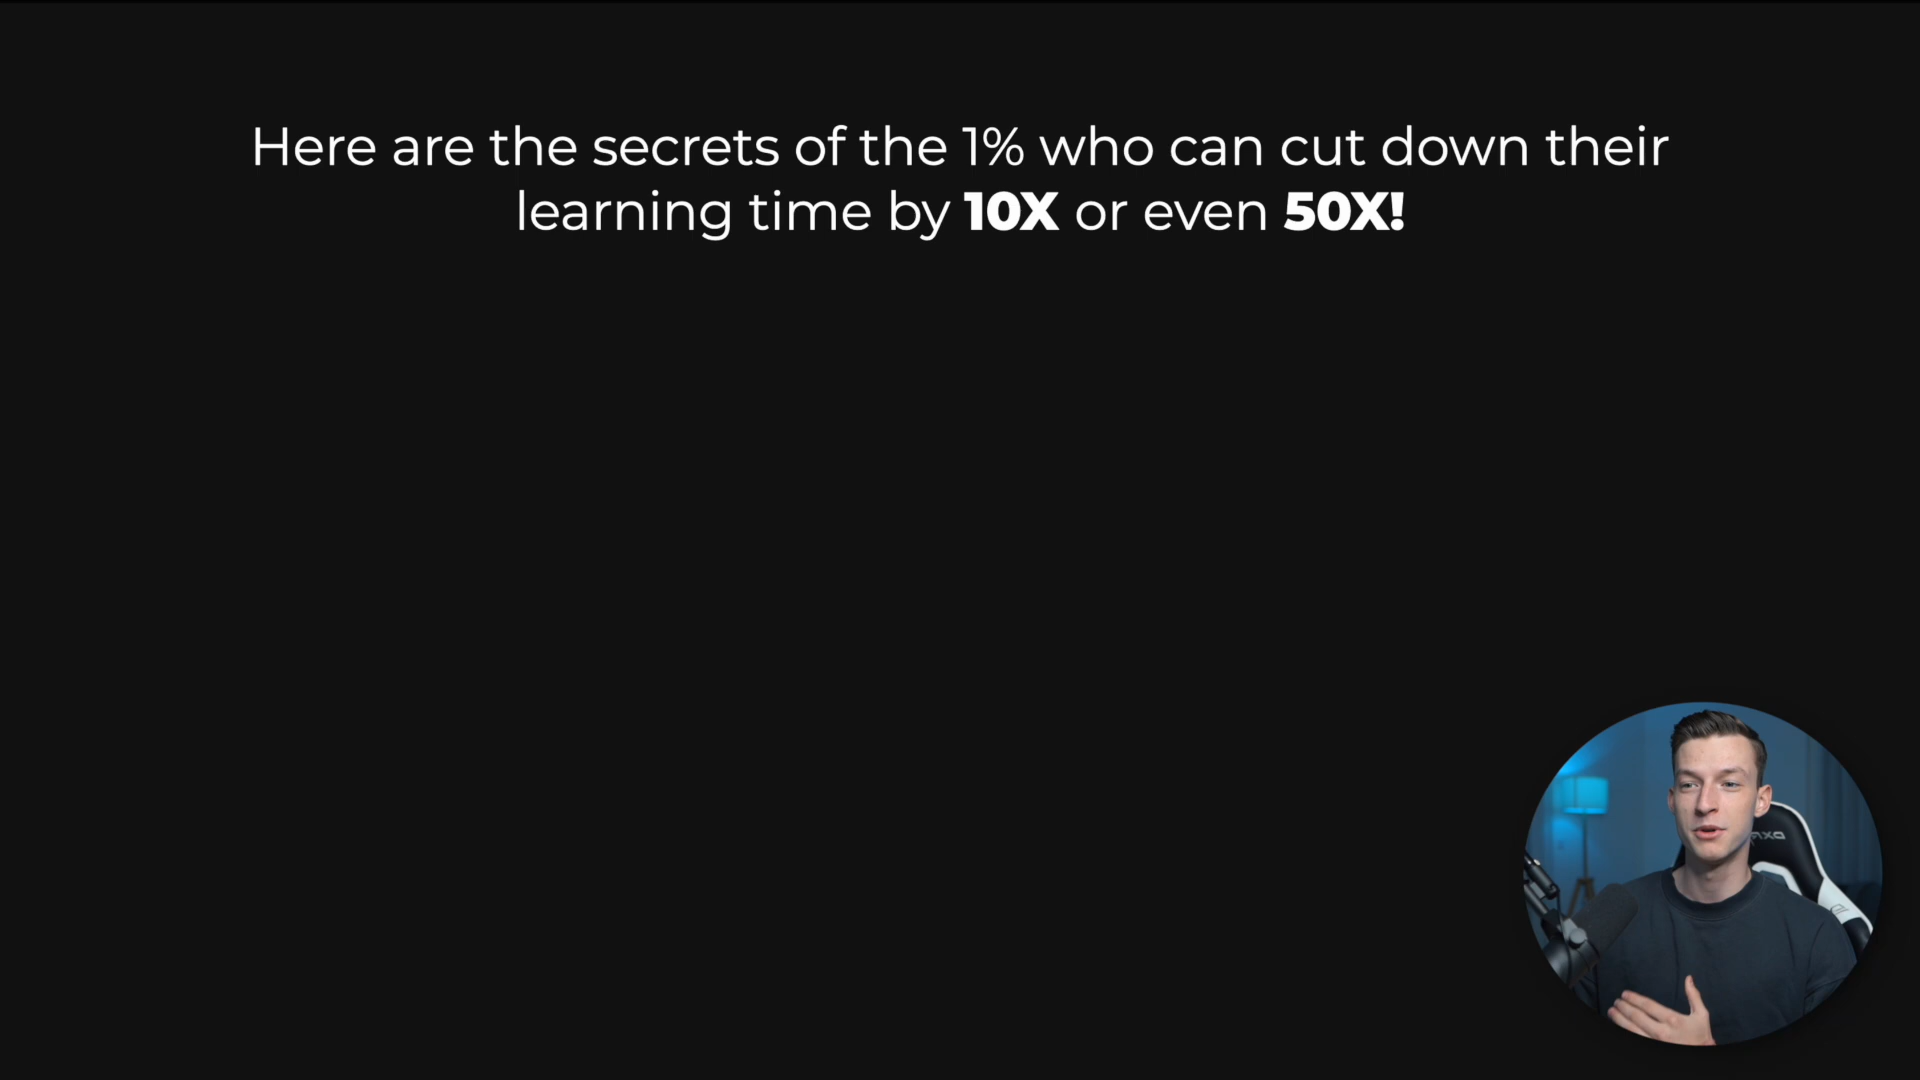 Here are the secrets of the 1% who can cut down their
learning time by 10X or even 50X!